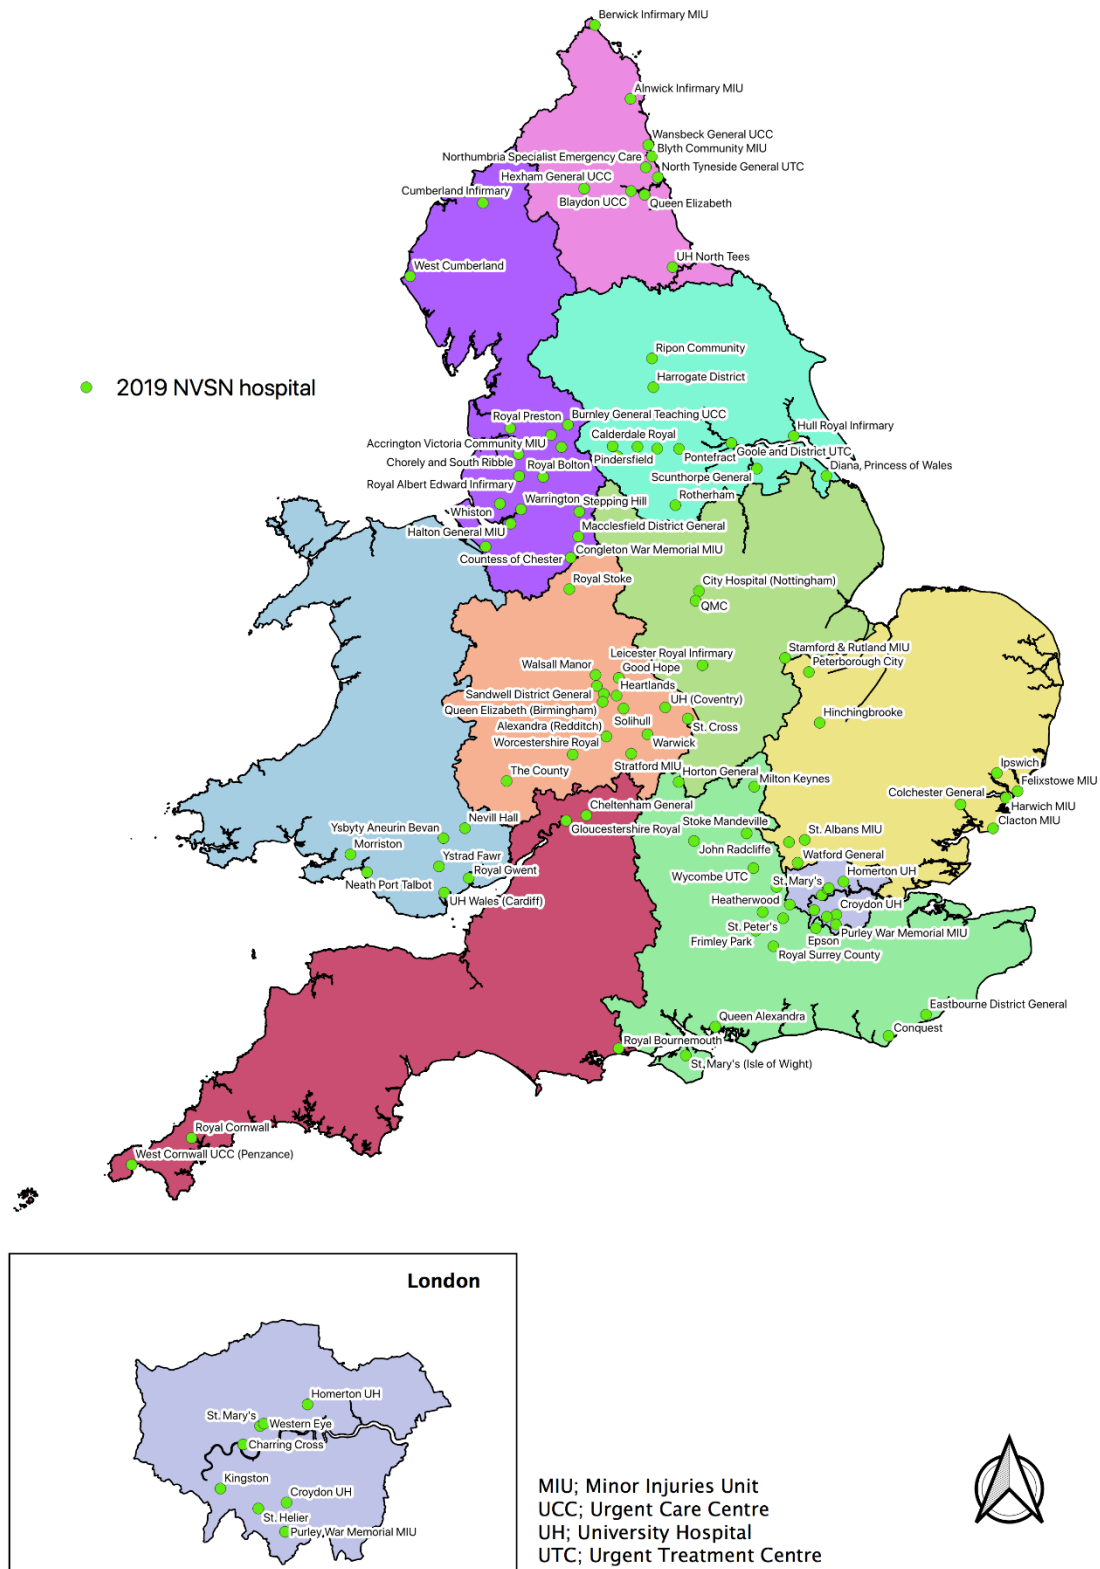 Berwick Infirmary MIU
Alnwick Infirmary MIU
Wansbeck General UCC
Blyth Community MIU
Northumbria Specialist Emergency Care
North Tyneside General UTC
Hexham General UCC
Cumberland Infirmary
Blaydon UCC
Queen Elizabeth
UH North Tees
West Cumberland
Ripon Community
Harrogate District
2019 NVSN hospital
Royal Preston
Burnley General Teaching UCC
Hull Royal Infirmary
Accrington Victoria Community MIU
Calderdale Royal
Goole and District UTC
Chorely and South Ribble
Pindersfield
Pontefract
Royal Bolton
Scunthorpe General
Diana, Princess of Wales
Royal Albert Edward Infirmary
Rotherham
Warrington
Stepping Hill
Whiston
Halton General MIU
Macclesfield District General
Countess of Chester
Congleton War Memorial MIU
Royal Stoke
City Hospital (Nottingham)
QMC
Stamford & Rutland MIU
Leicester Royal Infirmary
Peterborough City
Walsall Manor
Good Hope
Heartlands
Sandwell District General
UH (Coventry)
Queen Elizabeth (Birmingham)
Hinchingbrooke
Solihull
St. Cross
Alexandra (Redditch)
Warwick
Worcestershire Royal
Stratford MIU
The County
Horton General
Milton Keynes
Ipswich
Felixstowe MIU
Colchester General
Harwich MIU
Clacton MIU
Cheltenham General
Nevill Hall
Gloucestershire Royal
Stoke Mandeville
St. Albans MIU
Ysbyty Aneurin Bevan
Morriston
John Radcliffe
Watford General
Ystrad Fawr
Royal Gwent
Wycombe UTC
Homerton UH
St. Mary's
Neath Port Talbot
UH Wales (Cardiff)
Heatherwood
Croydon UH
St. Peter's
Purley War Memorial MIU
Frimley Park
Epson
Royal Surrey County
Eastbourne District General
Queen Alexandra
Conquest
Royal Bournemouth
St. Mary's (Isle of Wight)
Royal Cornwall
West Cornwall UCC (Penzance)
London
Homerton UH
St. Mary's
Western Eye
Charring Cross
Kingston
Croydon UH
St. Helier
Purley War Memorial MIU
MIU; Minor Injuries Unit
UCC; Urgent Care Centre
UH; University Hospital
UTC; Urgent Treatment Centre